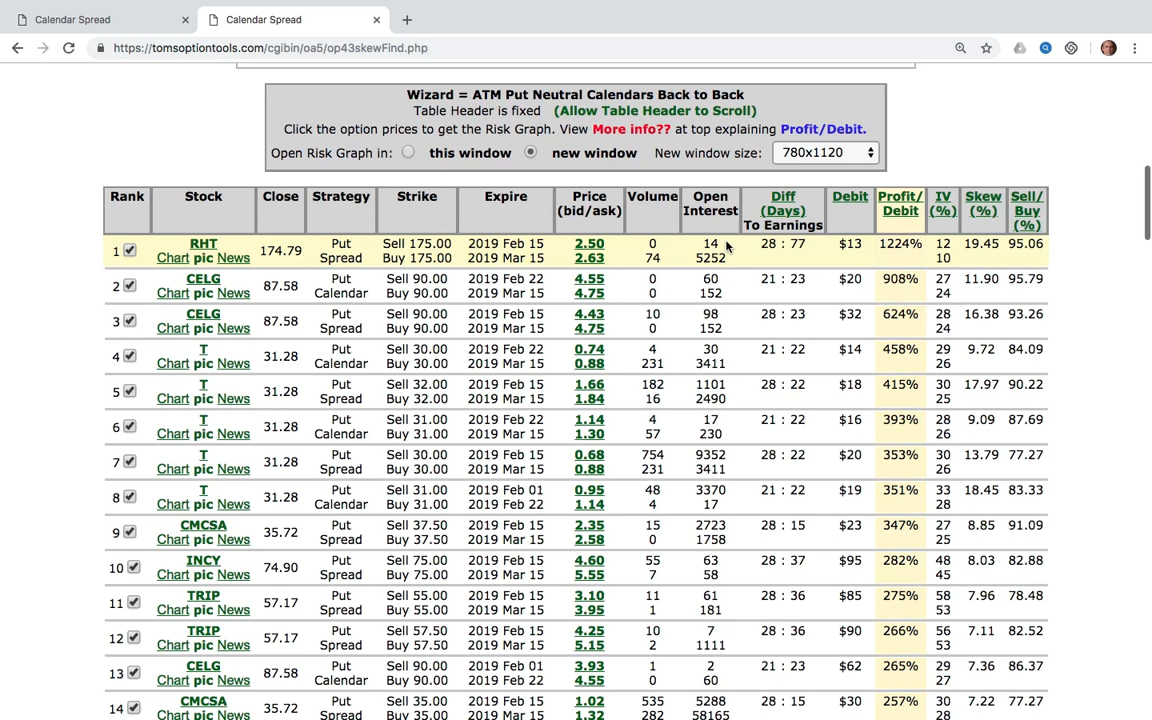 Calendar Spread
Calendar Spread
https://tomsoptiontools.com/cgibin/oa5/op43skewFind.php
Wizard = ATM Put Neutral Calendars Back to Back
Table Header is fixed (Allow Table Header to Scroll)
Click the option prices to get the Risk Graph. View More info?? at top explaining Profit/Debit.
Open Risk Graph in: this window new window New window size: 780x1120
Rank Stock Close Strategy Strike Expire Price Volume Open Diff Debit Profit/ IV Skew Sell/
(bid/ask) Interest (Days) Debit (%) (%) Buy
To Earnings (%)
1 RHT 174.79 Put Sell 175.00 2019 Feb 15 2.50 0 14 28 : 77 $13 1224% 12 19.45 95.06
Chart pic News Spread Buy 175.00 2019 Mar 15 2.63 74 5252 10
2 CELG 87.58 Put Sell 90.00 2019 Feb 22 4.55 0 60 21 : 23 $20 908% 27 11.90 95.79
Chart pic News Calendar Buy 90.00 2019 Mar 15 4.75 0 152 24
3 CELG 87.58 Put Sell 90.00 2019 Feb 15 4.43 10 98 28 : 23 $32 624% 28 16.38 93.26
Chart pic News Spread Buy 90.00 2019 Mar 15 4.75 0 152 24
4 T 31.28 Put Sell 30.00 2019 Feb 22 0.74 4 30 21 : 22 $14 458% 29 9.72 84.09
Chart pic News Calendar Buy 30.00 2019 Mar 15 0.88 231 3411 26
5 T 31.28 Put Sell 32.00 2019 Feb 15 1.66 182 1101 28 : 22 $18 415% 30 17.97 90.22
Chart pic News Spread Buy 32.00 2019 Mar 15 1.84 16 2490 25
6 T 31.28 Put Sell 31.00 2019 Feb 22 1.14 4 17 21 : 22 $16 393% 28 9.09 87.69
Chart pic News Calendar Buy 31.00 2019 Mar 15 1.30 57 230 26
7 T 31.28 Put Sell 30.00 2019 Feb 15 0.68 754 9352 28 : 22 $20 353% 30 13.79 77.27
Chart pic News Spread Buy 30.00 2019 Mar 15 0.88 231 3411 26
8 T 31.28 Put Sell 31.00 2019 Feb 01 0.95 48 3370 21 : 22 $19 351% 33 18.45 83.33
Chart pic News Calendar Buy 31.00 2019 Feb 22 1.14 4 17 28
9 CMCSA 35.72 Put Sell 37.50 2019 Feb 15 2.35 15 2723 28 : 15 $23 347% 27 8.85 91.09
Chart pic News Spread Buy 37.50 2019 Mar 15 2.58 0 1758 25
10 INCY 74.90 Put Sell 75.00 2019 Feb 15 4.60 55 63 28 : 37 $95 282% 48 8.03 82.88
Chart pic News Spread Buy 75.00 2019 Mar 15 5.55 7 58 45
11 TRIP 57.17 Put Sell 55.00 2019 Feb 15 3.10 11 61 28 : 36 $85 275% 58 7.96 78.48
Chart pic News Spread Buy 55.00 2019 Mar 15 3.95 1 181 53
12 TRIP 57.17 Put Sell 57.50 2019 Feb 15 4.25 10 7 28 : 36 $90 266% 56 7.11 82.52
Chart pic News Spread Buy 57.50 2019 Mar 15 5.15 2 1111 53
13 CELG 87.58 Put Sell 90.00 2019 Feb 01 3.93 1 2 21 : 23 $62 265% 29 7.36 86.37
Chart pic News Calendar Buy 90.00 2019 Feb 22 4.55 0 60 27
14 CMCSA 35.72 Put Sell 35.00 2019 Feb 15 1.02 535 5288 28 : 15 $30 257% 30 7.22 77.27
Chart pic News Spread Buy 35.00 2019 Mar 15 1.32 282 58165 28